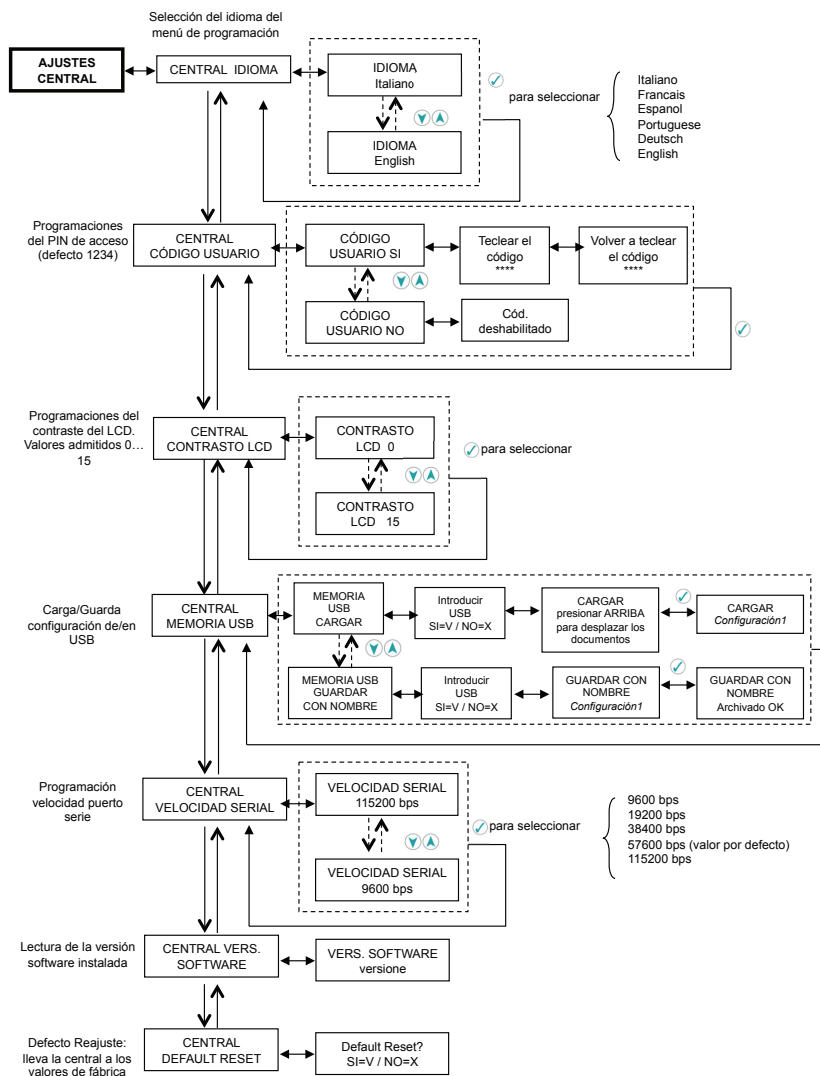 Selección del idioma del
menú de programación
AJUSTES
CENTRAL
CENTRAL IDIOMA
IDIOMA
Italiano
IDIOMA
English
para seleccionar
Italiano
Francais
Espanol
Portuguese
Deutsch
English
Programaciones
del PIN de acceso
(defecto 1234)
CENTRAL
CÓDIGO USUARIO
CÓDIGO
USUARIO SI
Teclear el
código
****
Volver a teclear
el código
****
CÓDIGO
USUARIO NO
Cód.
deshabilitado
Programaciones del
contraste del LCD.
Valores admitidos 0…
15
CENTRAL
CONTRASTO LCD
CONTRASTO
LCD 0
CONTRASTO
LCD 15
para seleccionar
Carga/Guarda
configuración de/en
USB
CENTRAL
MEMORIA USB
MEMORIA
USB
CARGAR
Introducir
USB
SI=V / NO=X
CARGAR
presionar ARRIBA
para desplazar los
documentos
CARGAR
Configuración1
MEMORIA USB
GUARDAR
CON NOMBRE
Introducir
USB
SI=V / NO=X
GUARDAR CON
NOMBRE
Configuración1
GUARDAR CON
NOMBRE
Archivado OK
Programación
velocidad puerto
serie
CENTRAL
VELOCIDAD SERIAL
VELOCIDAD SERIAL
115200 bps
VELOCIDAD SERIAL
9600 bps
para seleccionar
9600 bps
19200 bps
38400 bps
57600 bps (valor por defecto)
115200 bps
Lectura de la versión
software instalada
CENTRAL VERS.
SOFTWARE
VERS. SOFTWARE
versione
Defecto Reajuste:
lleva la central a los
valores de fábrica
CENTRAL
DEFAULT RESET
Default Reset?
SI=V / NO=X